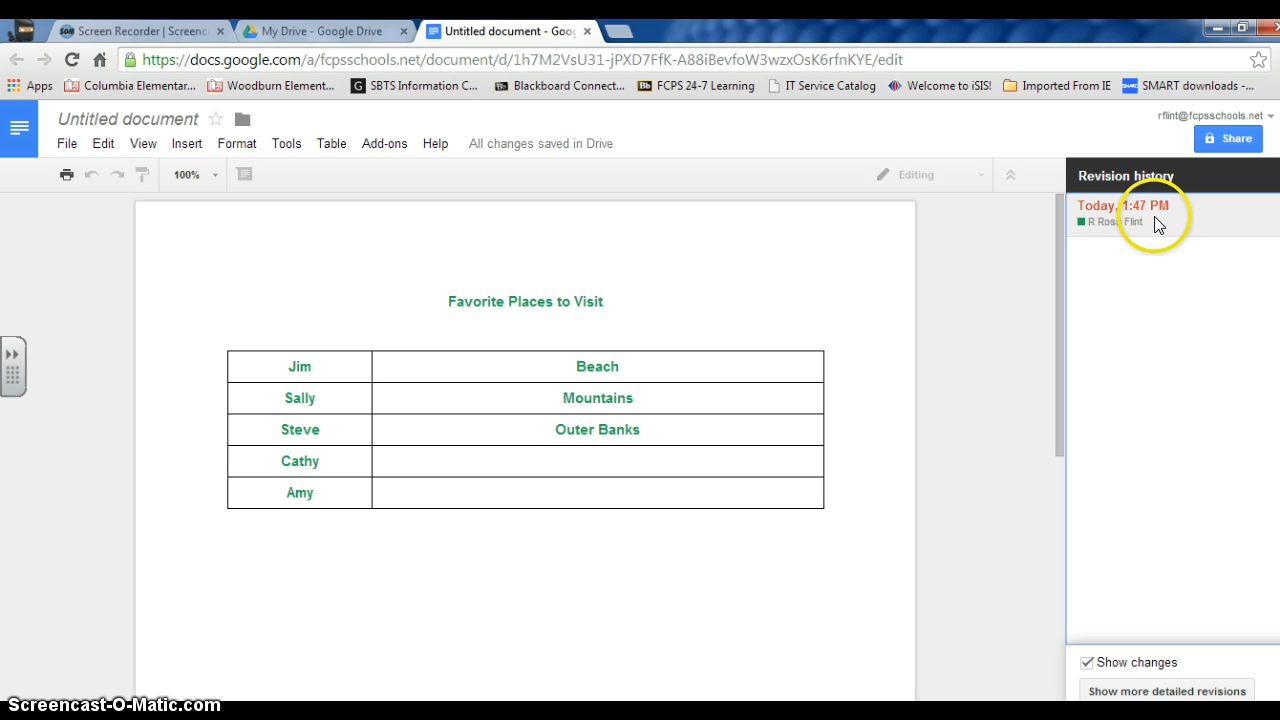 Screen Recorder | Screenc
My Drive - Google Drive
Untitled document - Goog
https://docs.google.com/a/fcpsschools.net/document/d/1h7M2VsU31-jPXD7FfK-A88iBevfoW3wzxOsK6rfnKYE/edit
Apps Columbia Elementar... Woodburn Element... SBTS Information C... Blackboard Connect... FCPS 24-7 Learning IT Service Catalog Welcome to iSIS! Imported From IE SMART downloads -...
Untitled document
rflint@fcpsschools.net
Share
File Edit View Insert Format Tools Table Add-ons Help All changes saved in Drive
100%
Editing
Revision history
Today, 1:47 PM
R Ross Flint
Favorite Places to Visit
Jim Beach
Sally Mountains
Steve Outer Banks
Cathy
Amy
Show changes
Show more detailed revisions
Screencast-O-Matic.com